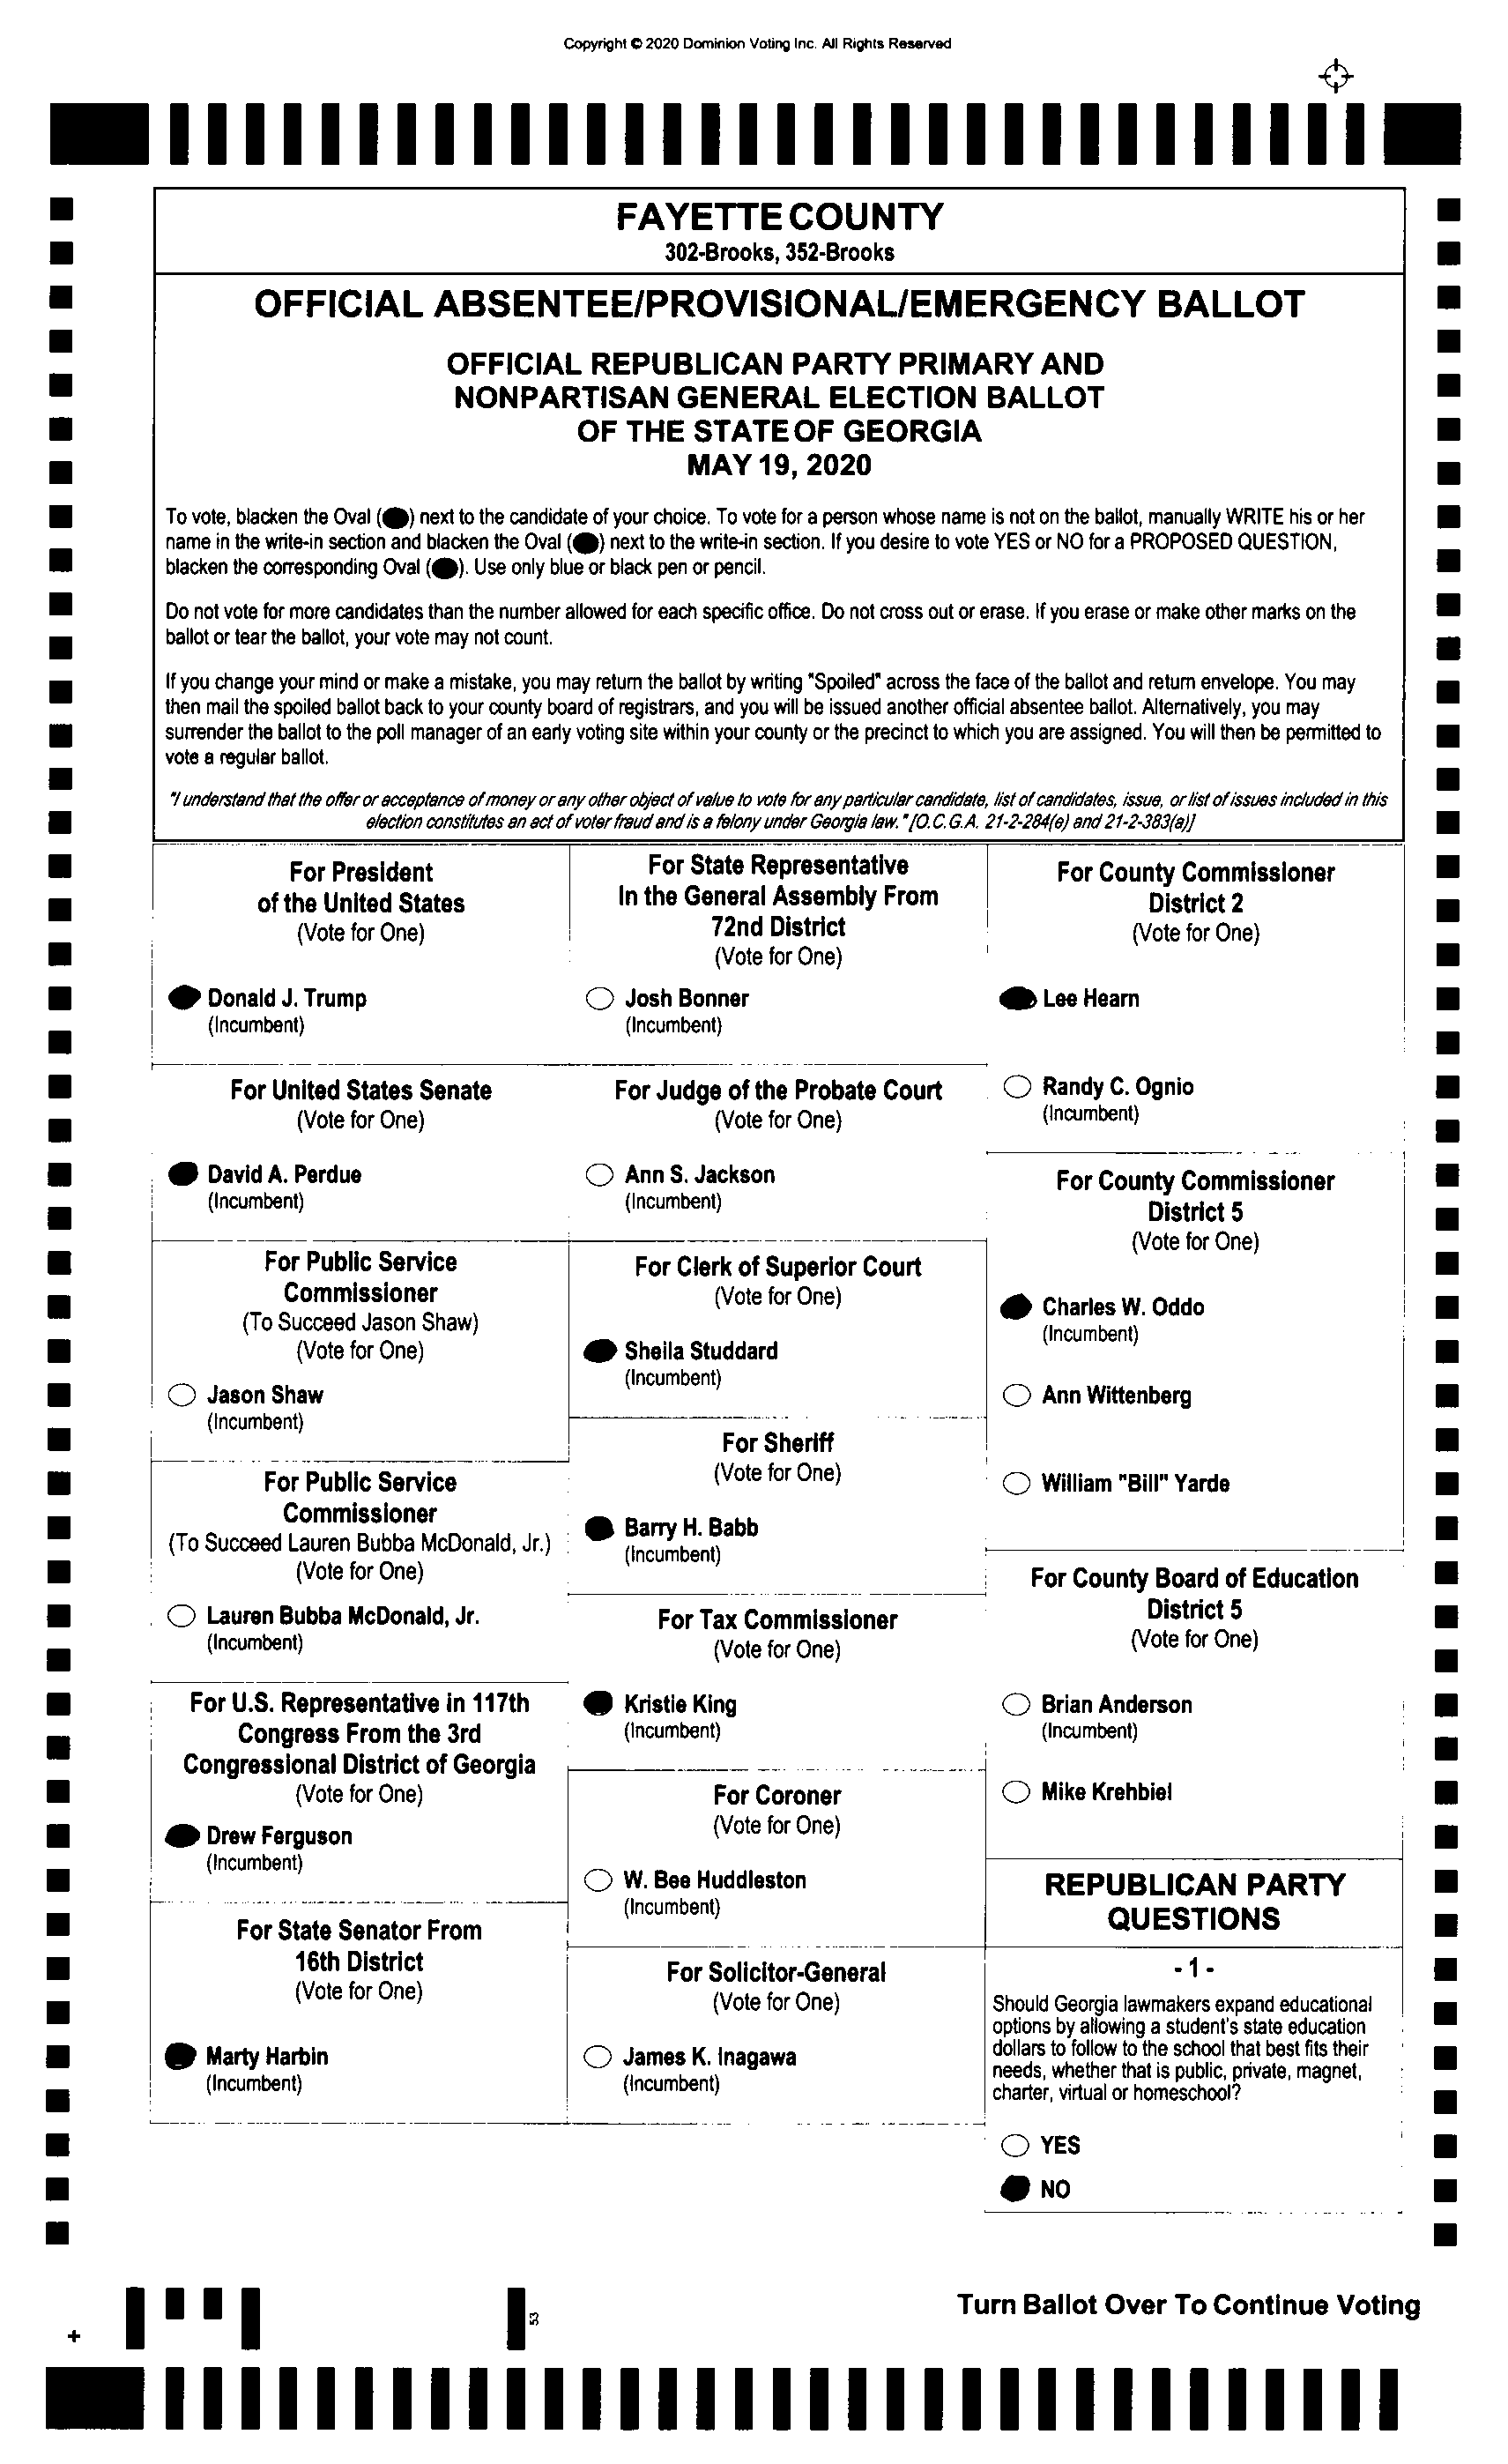 Copyright © 2020 Dominion Voting Inc. All Rights Reserved
FAYETTE COUNTY
302-Brooks, 352-Brooks
OFFICIAL ABSENTEE/PROVISIONAL/EMERGENCY BALLOT
OFFICIAL REPUBLICAN PARTY PRIMARY AND
NONPARTISAN GENERAL ELECTION BALLOT
OF THE STATE OF GEORGIA
MAY 19, 2020
To vote, blacken the Oval (●) next to the candidate of your choice. To vote for a person whose name is not on the ballot, manually WRITE his or her
name in the write-in section and blacken the Oval (●) next to the write-in section. If you desire to vote YES or NO for a PROPOSED QUESTION,
blacken the corresponding Oval (●). Use only blue or black pen or pencil.
Do not vote for more candidates than the number allowed for each specific office. Do not cross out or erase. If you erase or make other marks on the
ballot or tear the ballot, your vote may not count.
If you change your mind or make a mistake, you may return the ballot by writing "Spoiled" across the face of the ballot and return envelope. You may
then mail the spoiled ballot back to your county board of registrars, and you will be issued another official absentee ballot. Alternatively, you may
surrender the ballot to the poll manager of an early voting site within your county or the precinct to which you are assigned. You will then be permitted to
vote a regular ballot.
"I understand that the offer or acceptance of money or any other object of value to vote for any particular candidate, list of candidates, issue, or list of issues included in this
election constitutes an act of voter fraud and is a felony under Georgia law." [O.C.G.A. 21-2-284(e) and 21-2-383(a)]
For President
of the United States
(Vote for One)
Donald J. Trump
(Incumbent)
For United States Senate
(Vote for One)
David A. Perdue
(Incumbent)
For Public Service
Commissioner
(To Succeed Jason Shaw)
(Vote for One)
Jason Shaw
(Incumbent)
For Public Service
Commissioner
(To Succeed Lauren Bubba McDonald, Jr.)
(Vote for One)
Lauren Bubba McDonald, Jr.
(Incumbent)
For U.S. Representative in 117th
Congress From the 3rd
Congressional District of Georgia
(Vote for One)
Drew Ferguson
(Incumbent)
For State Senator From
16th District
(Vote for One)
Marty Harbin
(Incumbent)
For State Representative
In the General Assembly From
72nd District
(Vote for One)
Josh Bonner
(Incumbent)
For Judge of the Probate Court
(Vote for One)
Ann S. Jackson
(Incumbent)
For Clerk of Superior Court
(Vote for One)
Sheila Studdard
(Incumbent)
For Sheriff
(Vote for One)
Barry H. Babb
(Incumbent)
For Tax Commissioner
(Vote for One)
Kristie King
(Incumbent)
For Coroner
(Vote for One)
W. Bee Huddleston
(Incumbent)
For Solicitor-General
(Vote for One)
James K. Inagawa
(Incumbent)
For County Commissioner
District 2
(Vote for One)
Lee Hearn
Randy C. Ognio
(Incumbent)
For County Commissioner
District 5
(Vote for One)
Charles W. Oddo
(Incumbent)
Ann Wittenberg
William "Bill" Yarde
For County Board of Education
District 5
(Vote for One)
Brian Anderson
(Incumbent)
Mike Krehbiel
REPUBLICAN PARTY
QUESTIONS
- 1 -
Should Georgia lawmakers expand educational
options by allowing a student's state education
dollars to follow to the school that best fits their
needs, whether that is public, private, magnet,
charter, virtual or homeschool?
YES
NO
53
Turn Ballot Over To Continue Voting